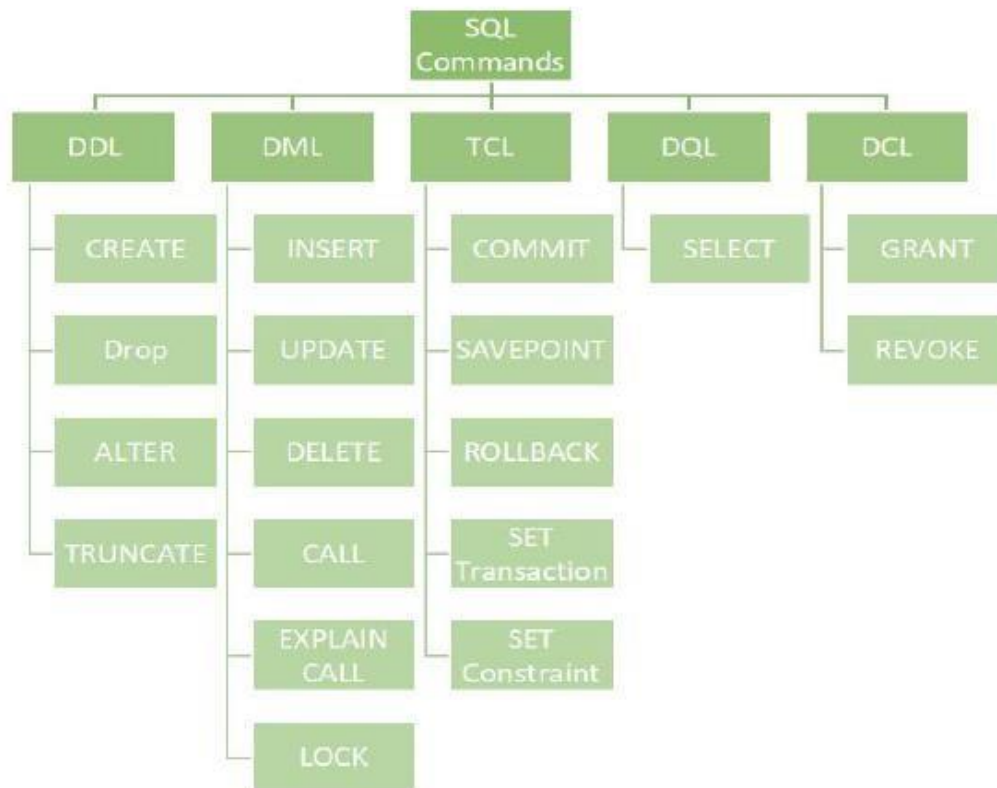 SQL
Commands
DDL
DML
TCL
DQL
DCL
CREATE
Drop
ALTER
TRUNCATE
INSERT
UPDATE
DELETE
CALL
EXPLAIN
CALL
LOCK
COMMIT
SAVEPOINT
ROLLBACK
SET
Transaction
SET
Constraint
SELECT
GRANT
REVOKE